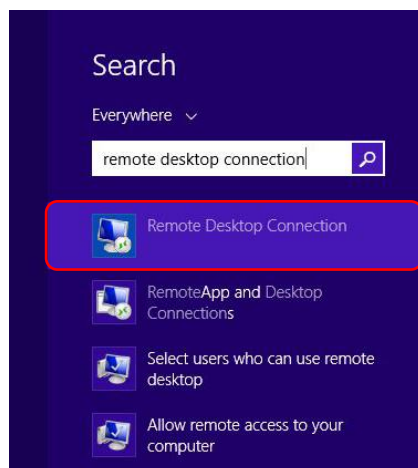 Search
Everywhere
remote desktop connection
Remote Desktop Connection
RemoteApp and Desktop
Connections
Select users who can use remote
desktop
Allow remote access to your
computer